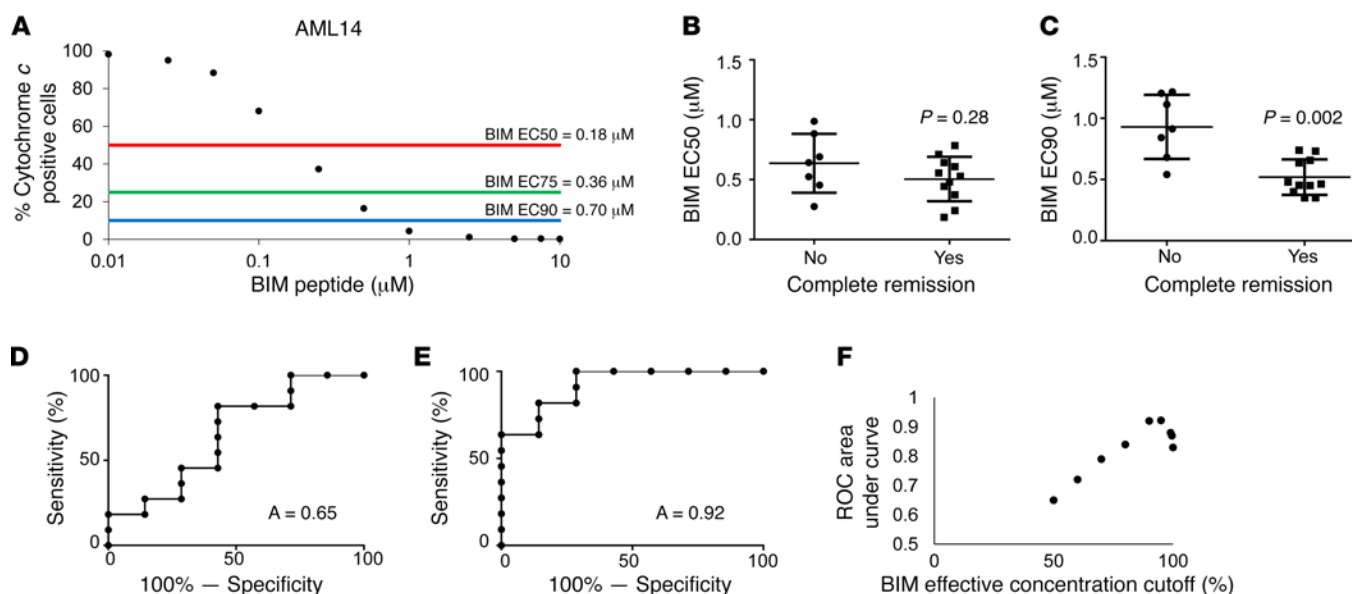 A
AML14
% Cytochrome c
positive cells
100
80
60
40
20
0
BIM EC50 = 0.18 μM
BIM EC75 = 0.36 μM
BIM EC90 = 0.70 μM
0.01 0.1 1 10
BIM peptide (μM)
B
BIM EC50 (μM)
1.5
1.0
0.5
0.0
P = 0.28
No Yes
Complete remission
C
BIM EC90 (μM)
1.5
1.0
0.5
0.0
P = 0.002
No Yes
Complete remission
D
Sensitivity (%)
100
50
0
A = 0.65
0 50 100
100% — Specificity
E
Sensitivity (%)
100
50
0
A = 0.92
0 50 100
100% — Specificity
F
ROC area
under curve
1
0.9
0.8
0.7
0.6
0.5
0 50 100
BIM effective concentration cutoff (%)